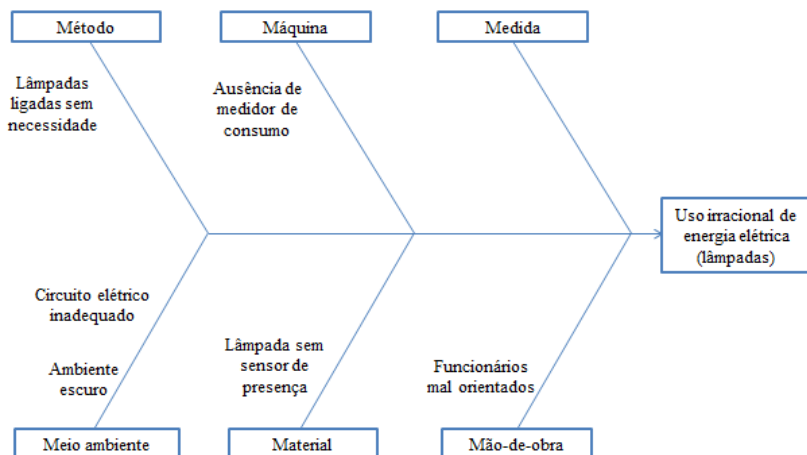 Método
Máquina
Medida
Lâmpadas
ligadas sem
necessidade
Ausência de
medidor de
consumo
Uso irracional de
energia elétrica
(lâmpadas)
Circuito elétrico
inadequado
Ambiente
escuro
Lâmpada sem
sensor de
presença
Funcionários
mal orientados
Meio ambiente
Material
Mão-de-obra